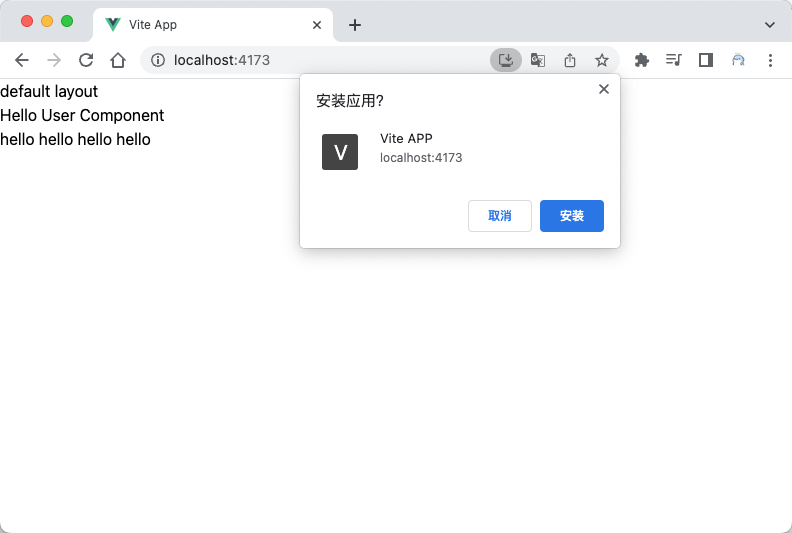 Vite App
localhost:4173
default layout
Hello User Component
hello hello hello hello
安装应用?
V
Vite APP
localhost:4173
取消
安装